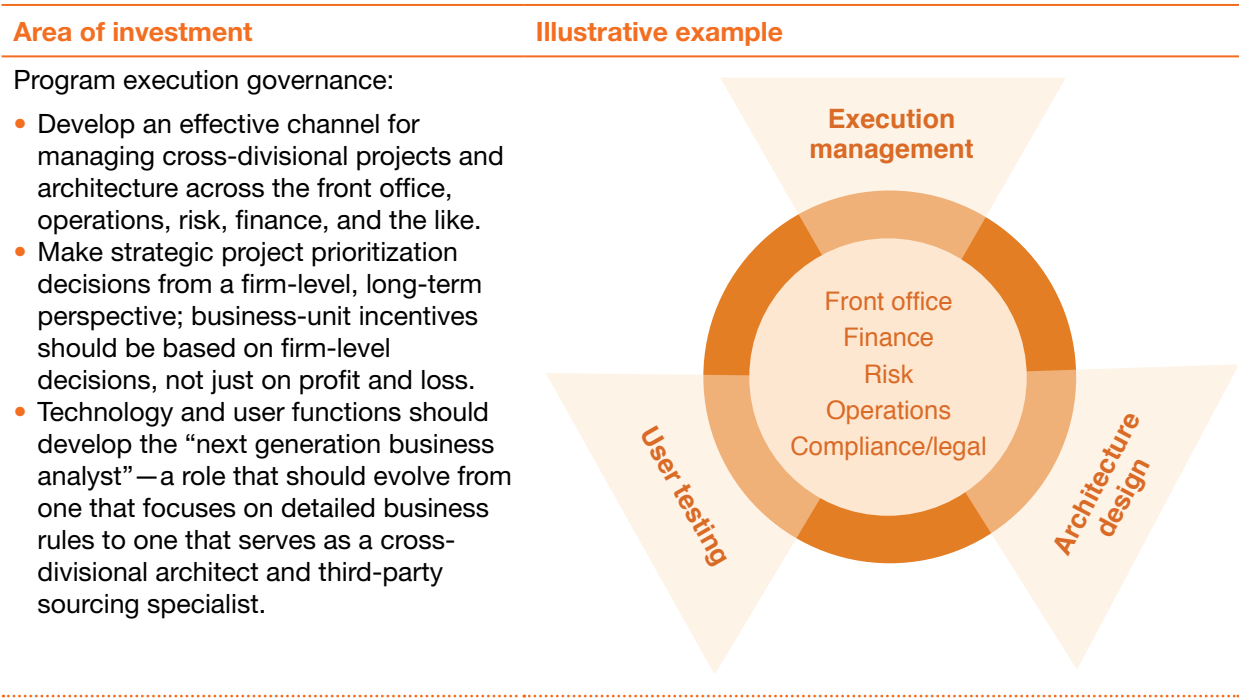 Area of investment
Illustrative example
Program execution governance:
• Develop an effective channel for
managing cross-divisional projects and
architecture across the front office,
operations, risk, finance, and the like.
• Make strategic project prioritization
decisions from a firm-level, long-term
perspective; business-unit incentives
should be based on firm-level
decisions, not just on profit and loss.
• Technology and user functions should
develop the “next generation business
analyst”—a role that should evolve from
one that focuses on detailed business
rules to one that serves as a cross-
divisional architect and third-party
sourcing specialist.
Execution
management
Front office
Finance
Risk
Operations
Compliance/legal
User testing
Architecture
design